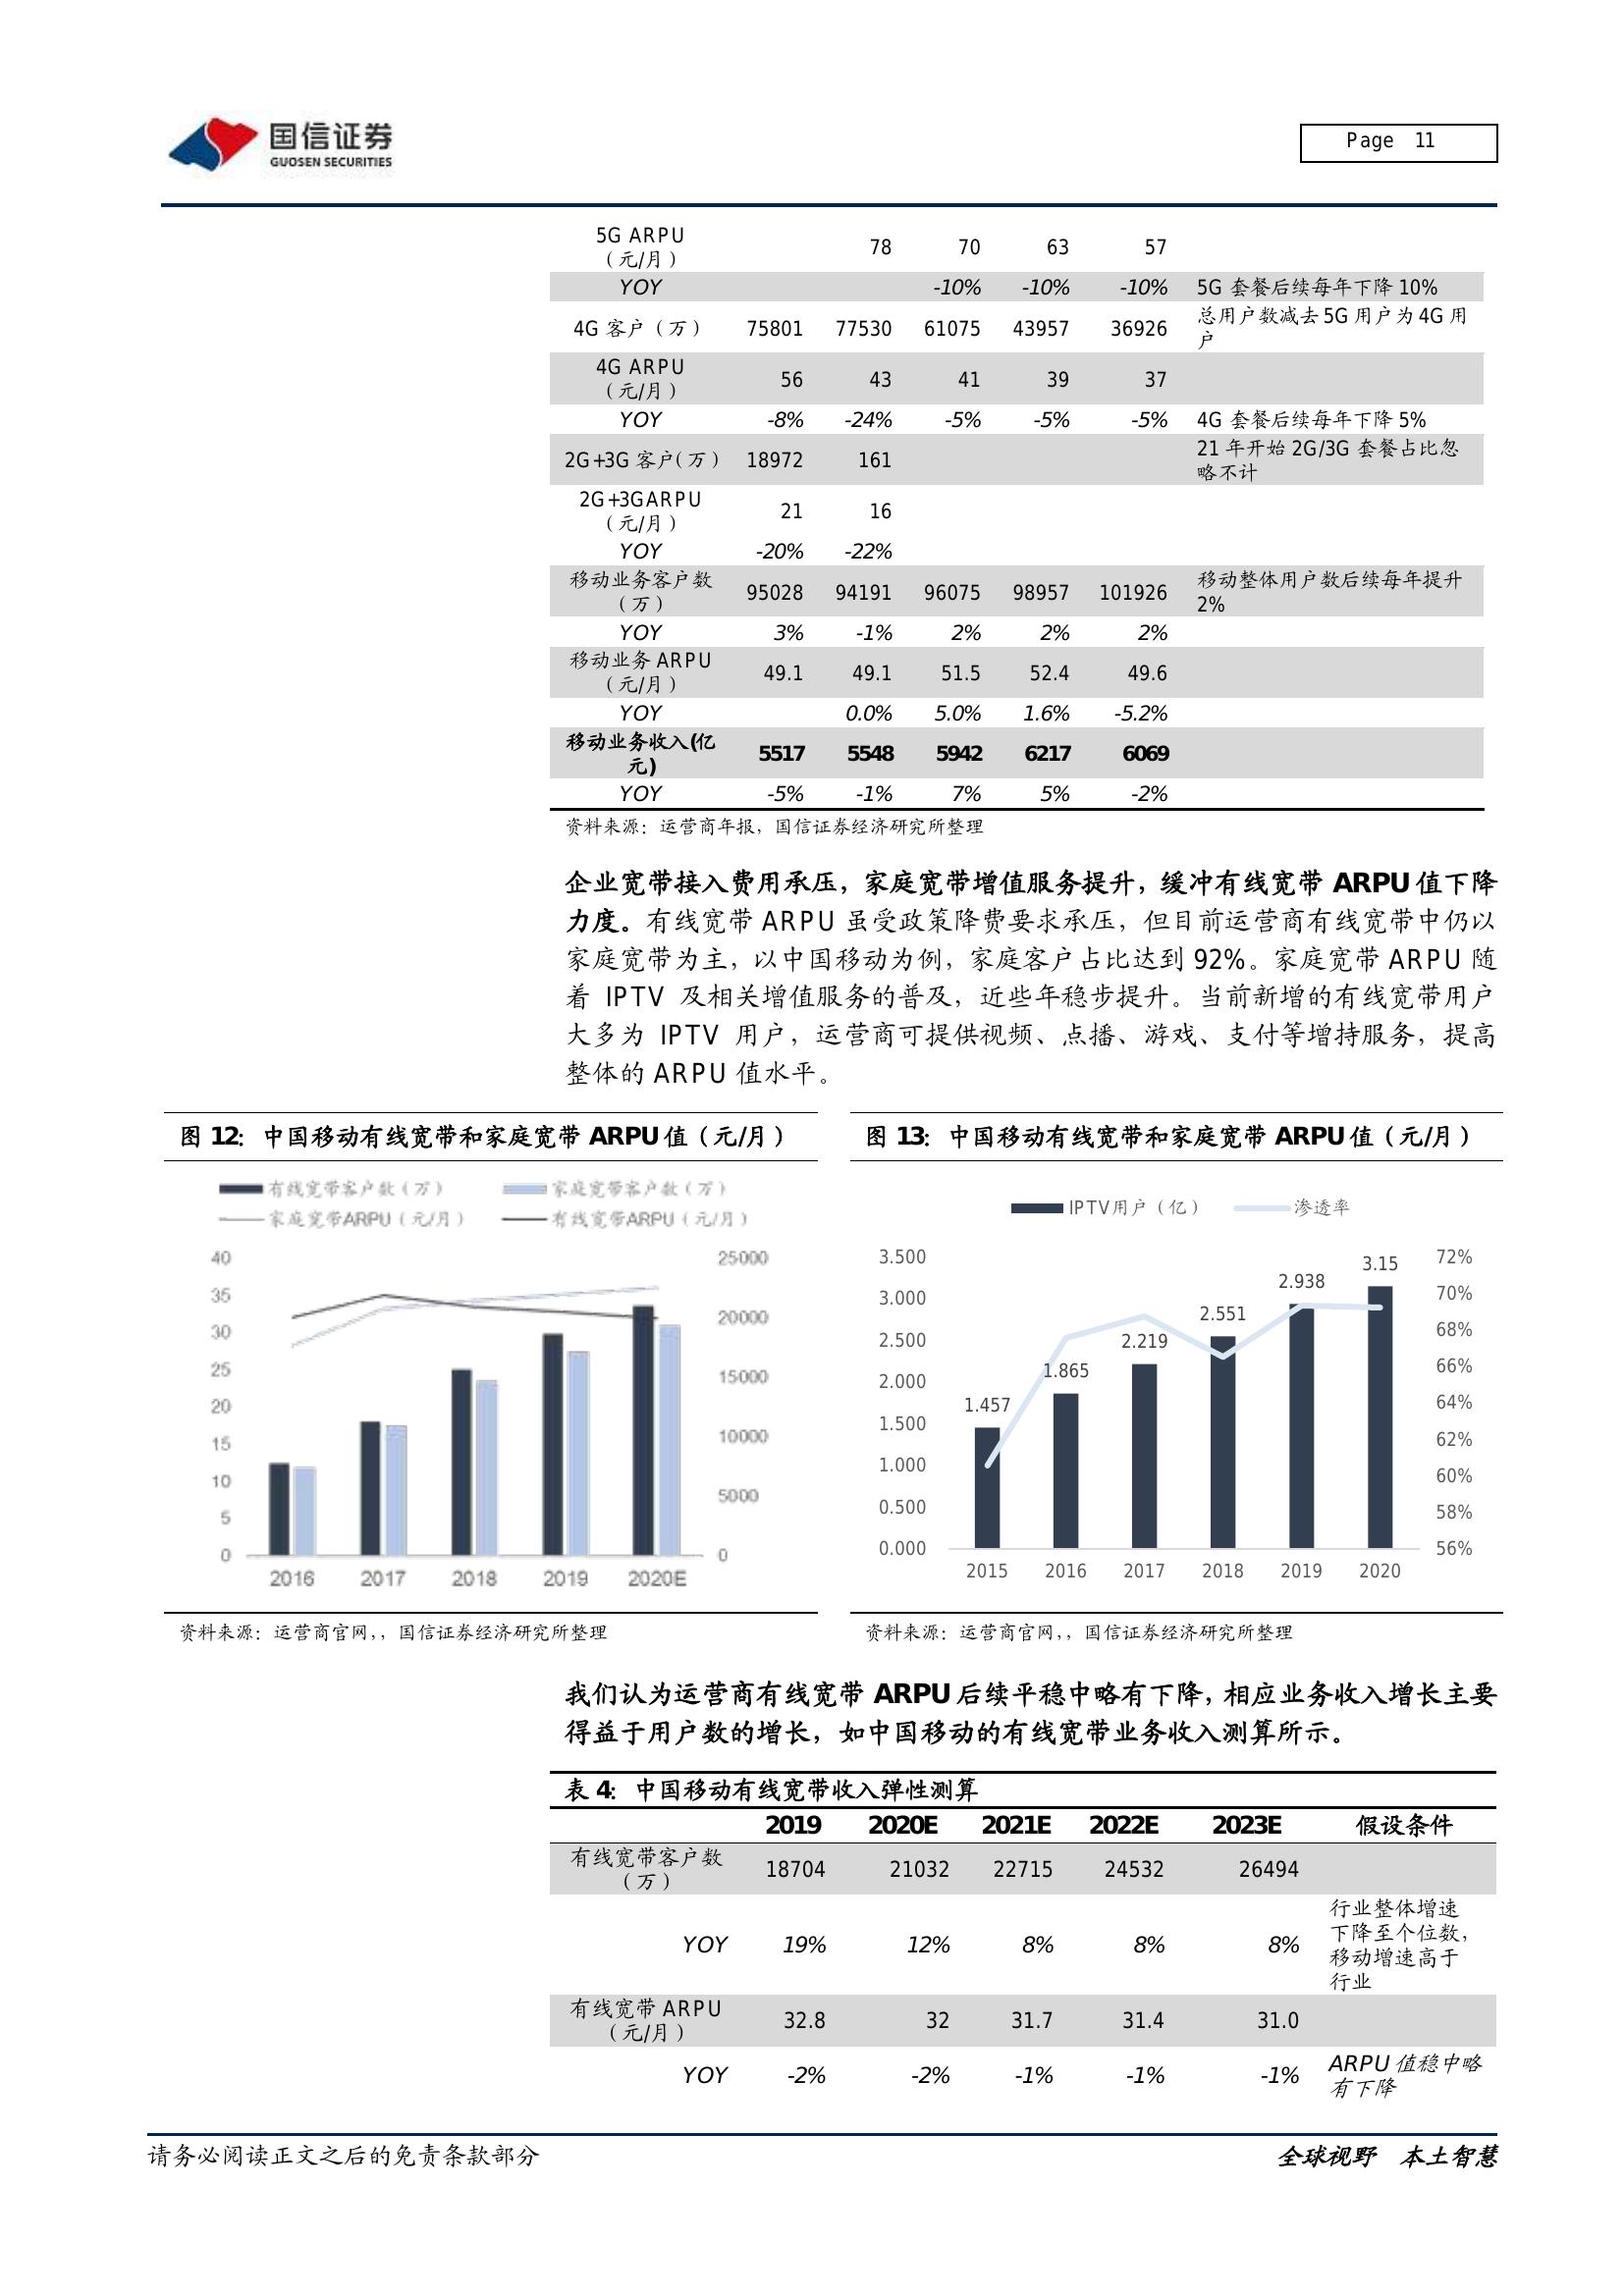 国信证券
GUOSEN SECURITIES
Page 11
5G ARPU
（元/月） 78 70 63 57
YOY -10% -10% -10% 5G 套餐后续每年下降 10%
4G 客户（万） 75801 77530 61075 43957 36926 总用户数减去 5G 用户为 4G 用
户
4G ARPU
（元/月） 56 43 41 39 37
YOY -8% -24% -5% -5% -5% 4G 套餐后续每年下降 5%
2G+3G 客户(万） 18972 161 21 年开始 2G/3G 套餐占比忽
略不计
2G+3GARPU
（元/月） 21 16
YOY -20% -22%
移动业务客户数
（万） 95028 94191 96075 98957 101926 移动整体用户数后续每年提升
2%
YOY 3% -1% 2% 2% 2%
移动业务 ARPU
（元/月） 49.1 49.1 51.5 52.4 49.6
YOY 0.0% 5.0% 1.6% -5.2%
移动业务收入(亿
元) 5517 5548 5942 6217 6069
YOY -5% -1% 7% 5% -2%
资料来源：运营商年报，国信证券经济研究所整理
企业宽带接入费用承压，家庭宽带增值服务提升，缓冲有线宽带 ARPU 值下降
力度。有线宽带 ARPU 虽受政策降费要求承压，但目前运营商有线宽带中仍以
家庭宽带为主，以中国移动为例，家庭客户占比达到 92%。家庭宽带 ARPU 随
着 IPTV 及相关增值服务的普及，近些年稳步提升。当前新增的有线宽带用户
大多为 IPTV 用户，运营商可提供视频、点播、游戏、支付等增持服务，提高
整体的 ARPU 值水平。
图 12：中国移动有线宽带和家庭宽带 ARPU 值（元/月）
有线宽带客户数（万） 家庭宽带客户数（万）
家庭宽带ARPU（元/月） 有线宽带ARPU（元/月）
40 25000
35
30 20000
25 15000
20
15 10000
10 5000
5
0 0
2016 2017 2018 2019 2020E
资料来源：运营商官网，，国信证券经济研究所整理
图 13：中国移动有线宽带和家庭宽带 ARPU 值（元/月）
IPTV用户（亿） 渗透率
3.500 72%
3.000 70%
2.500 68%
2.000 66%
1.500 64%
1.000 62%
0.500 60%
0.000 58%
56%
1.457 1.865 2.219 2.551 2.938 3.15
2015 2016 2017 2018 2019 2020
资料来源：运营商官网，，国信证券经济研究所整理
我们认为运营商有线宽带 ARPU 后续平稳中略有下降，相应业务收入增长主要
得益于用户数的增长，如中国移动的有线宽带业务收入测算所示。
表 4：中国移动有线宽带收入弹性测算
2019 2020E 2021E 2022E 2023E 假设条件
有线宽带客户数
（万） 18704 21032 22715 24532 26494
YOY 19% 12% 8% 8% 8% 行业整体增速
下降至个位数，
移动增速高于
行业
有线宽带 ARPU
（元/月） 32.8 32 31.7 31.4 31.0
YOY -2% -2% -1% -1% -1% ARPU 值稳中略
有下降
请务必阅读正文之后的免责条款部分
全球视野 本土智慧